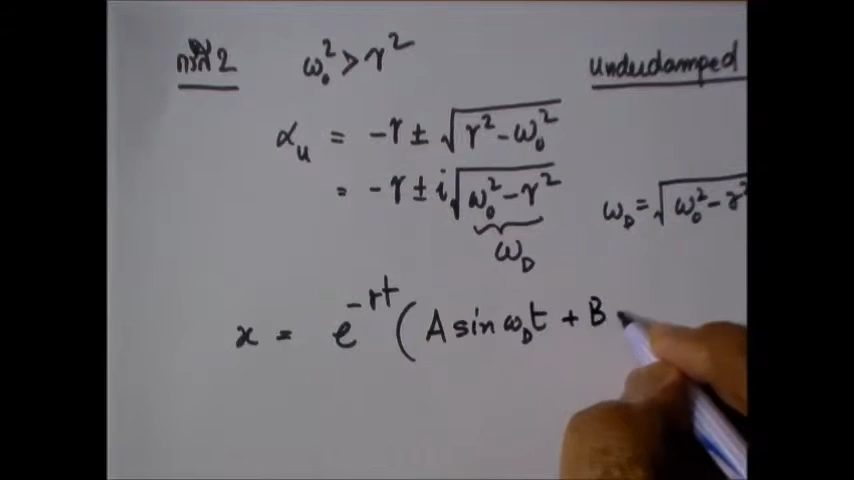 กรณี 2 ω₀² > γ² Underdamped
α_u = -γ ± √(γ² - ω₀²)
= -γ ± i√(ω₀² - γ²) ω_D = √(ω₀² - γ²)
ω_D
x = e^(-γt) ( A sin ω_D t + B